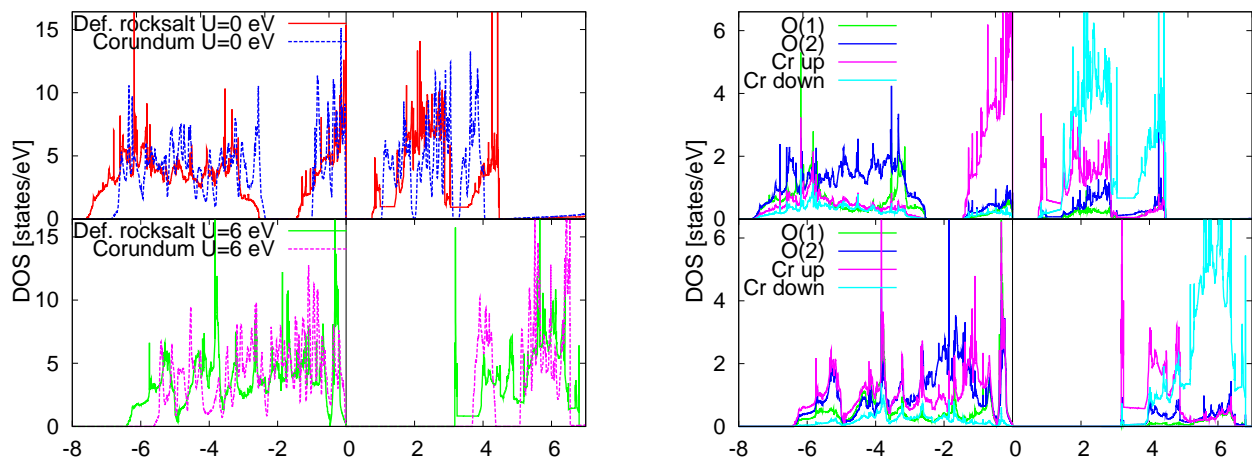 DOS [states/eV]
15
10
5
0
Def. rocksalt U=0 eV
Corundum U=0 eV
15
10
5
0
Def. rocksalt U=6 eV
Corundum U=6 eV
-8 -6 -4 -2 0 2 4 6
DOS [states/eV]
6
4
2
0
O(1)
O(2)
Cr up
Cr down
6
4
2
0
O(1)
O(2)
Cr up
Cr down
-8 -6 -4 -2 0 2 4 6